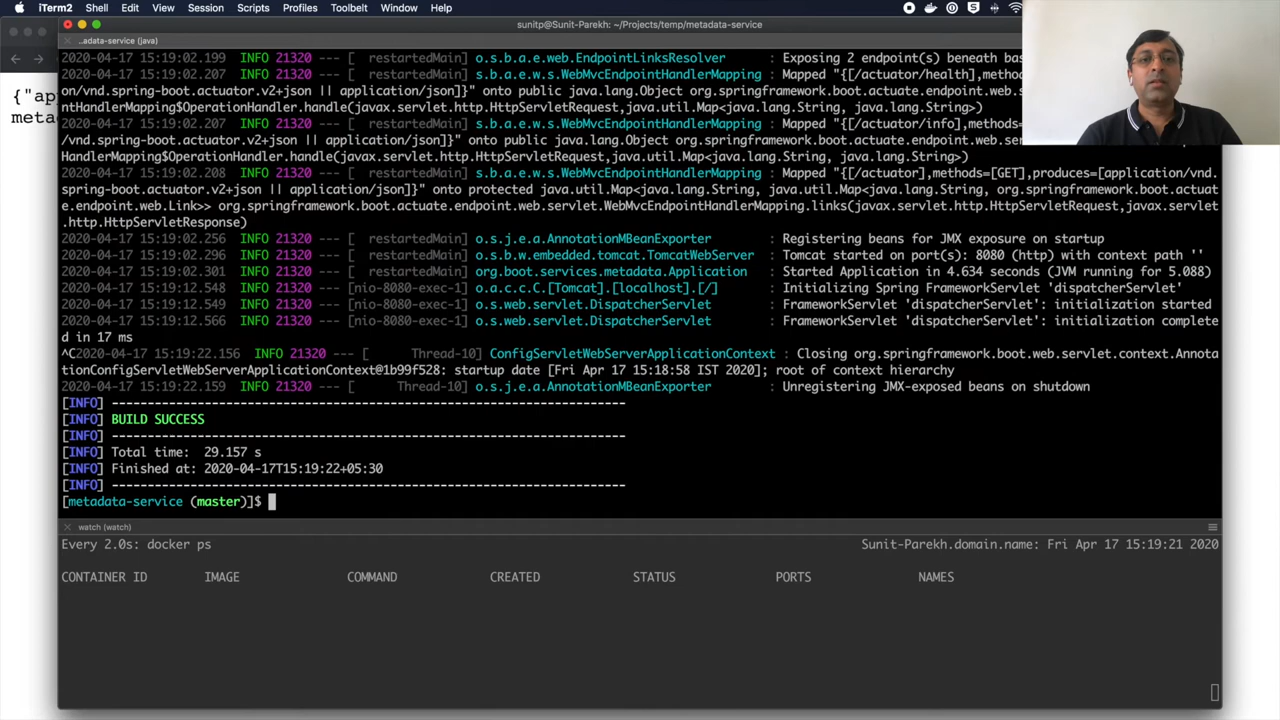 iTerm2 Shell Edit View Session Scripts Profiles Toolbelt Window Help
sunitp@Sunit-Parekh: ~/Projects/temp/metadata-service
..adata-service (java)
{"ap
meta
2020-04-17 15:19:02.199  INFO 21320 --- [  restartedMain] o.s.b.a.e.web.EndpointLinksResolver      : Exposing 2 endpoint(s) beneath bas
2020-04-17 15:19:02.207  INFO 21320 --- [  restartedMain] s.b.a.e.w.s.WebMvcEndpointHandlerMapping : Mapped "{[/actuator/health],metho
/vnd.spring-boot.actuator.v2+json || application/json]}" onto public java.lang.Object org.springframework.boot.actuate.endpoint.web.
ntHandlerMapping$OperationHandler.handle(javax.servlet.http.HttpServletRequest,java.util.Map<java.lang.String, java.lang.String>)
2020-04-17 15:19:02.207  INFO 21320 --- [  restartedMain] s.b.a.e.w.s.WebMvcEndpointHandlerMapping : Mapped "{[/actuator/info],methods=
/vnd.spring-boot.actuator.v2+json || application/json]}" onto public java.lang.Object org.springframework.boot.actuate.endpoint.web.
HandlerMapping$OperationHandler.handle(javax.servlet.http.HttpServletRequest,java.util.Map<java.lang.String, java.lang.String>)
2020-04-17 15:19:02.208  INFO 21320 --- [  restartedMain] s.b.a.e.w.s.WebMvcEndpointHandlerMapping : Mapped "{[/actuator],methods=[GET],produces=[application/vnd.
spring-boot.actuator.v2+json || application/json]}" onto protected java.util.Map<java.lang.String, java.util.Map<java.lang.String, org.springframework.boot.actuat
e.endpoint.web.Link>> org.springframework.boot.actuate.endpoint.web.servlet.WebMvcEndpointHandlerMapping.links(javax.servlet.http.HttpServletRequest,javax.servlet
.http.HttpServletResponse)
2020-04-17 15:19:02.256  INFO 21320 --- [  restartedMain] o.s.j.e.a.AnnotationMBeanExporter        : Registering beans for JMX exposure on startup
2020-04-17 15:19:02.296  INFO 21320 --- [  restartedMain] o.s.b.w.embedded.tomcat.TomcatWebServer  : Tomcat started on port(s): 8080 (http) with context path ''
2020-04-17 15:19:02.301  INFO 21320 --- [  restartedMain] org.boot.services.metadata.Application   : Started Application in 4.634 seconds (JVM running for 5.088)
2020-04-17 15:19:12.548  INFO 21320 --- [nio-8080-exec-1] o.a.c.c.C.[Tomcat].[localhost].[/]       : Initializing Spring FrameworkServlet 'dispatcherServlet'
2020-04-17 15:19:12.549  INFO 21320 --- [nio-8080-exec-1] o.s.web.servlet.DispatcherServlet        : FrameworkServlet 'dispatcherServlet': initialization started
2020-04-17 15:19:12.566  INFO 21320 --- [nio-8080-exec-1] o.s.web.servlet.DispatcherServlet        : FrameworkServlet 'dispatcherServlet': initialization complete
d in 17 ms
^C2020-04-17 15:19:22.156  INFO 21320 --- [      Thread-10] ConfigServletWebServerApplicationContext : Closing org.springframework.boot.web.servlet.context.Annota
tionConfigServletWebServerApplicationContext@1b99f528: startup date [Fri Apr 17 15:18:58 IST 2020]; root of context hierarchy
2020-04-17 15:19:22.159  INFO 21320 --- [      Thread-10] o.s.j.e.a.AnnotationMBeanExporter        : Unregistering JMX-exposed beans on shutdown
[INFO] ------------------------------------------------------------------------
[INFO] BUILD SUCCESS
[INFO] ------------------------------------------------------------------------
[INFO] Total time:  29.157 s
[INFO] Finished at: 2020-04-17T15:19:22+05:30
[INFO] ------------------------------------------------------------------------
[metadata-service (master)]$
watch (watch)
Every 2.0s: docker ps Sunit-Parekh.domain.name: Fri Apr 17 15:19:21 2020
CONTAINER ID IMAGE COMMAND CREATED STATUS PORTS NAMES